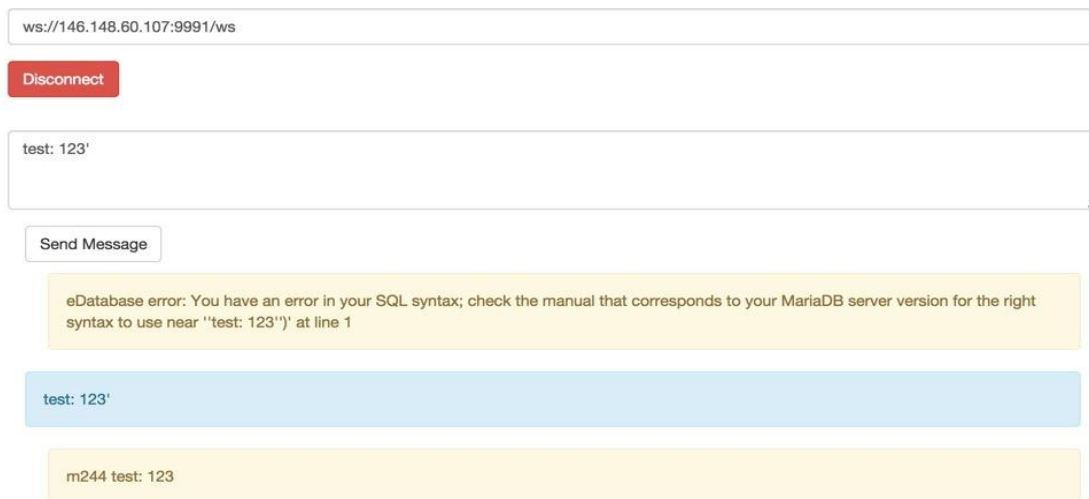 ws://146.148.60.107:9991/ws
Disconnect
test: 123'
Send Message
eDatabase error: You have an error in your SQL syntax; check the manual that corresponds to your MariaDB server version for the right
syntax to use near ''test: 123'')' at line 1
test: 123'
m244 test: 123